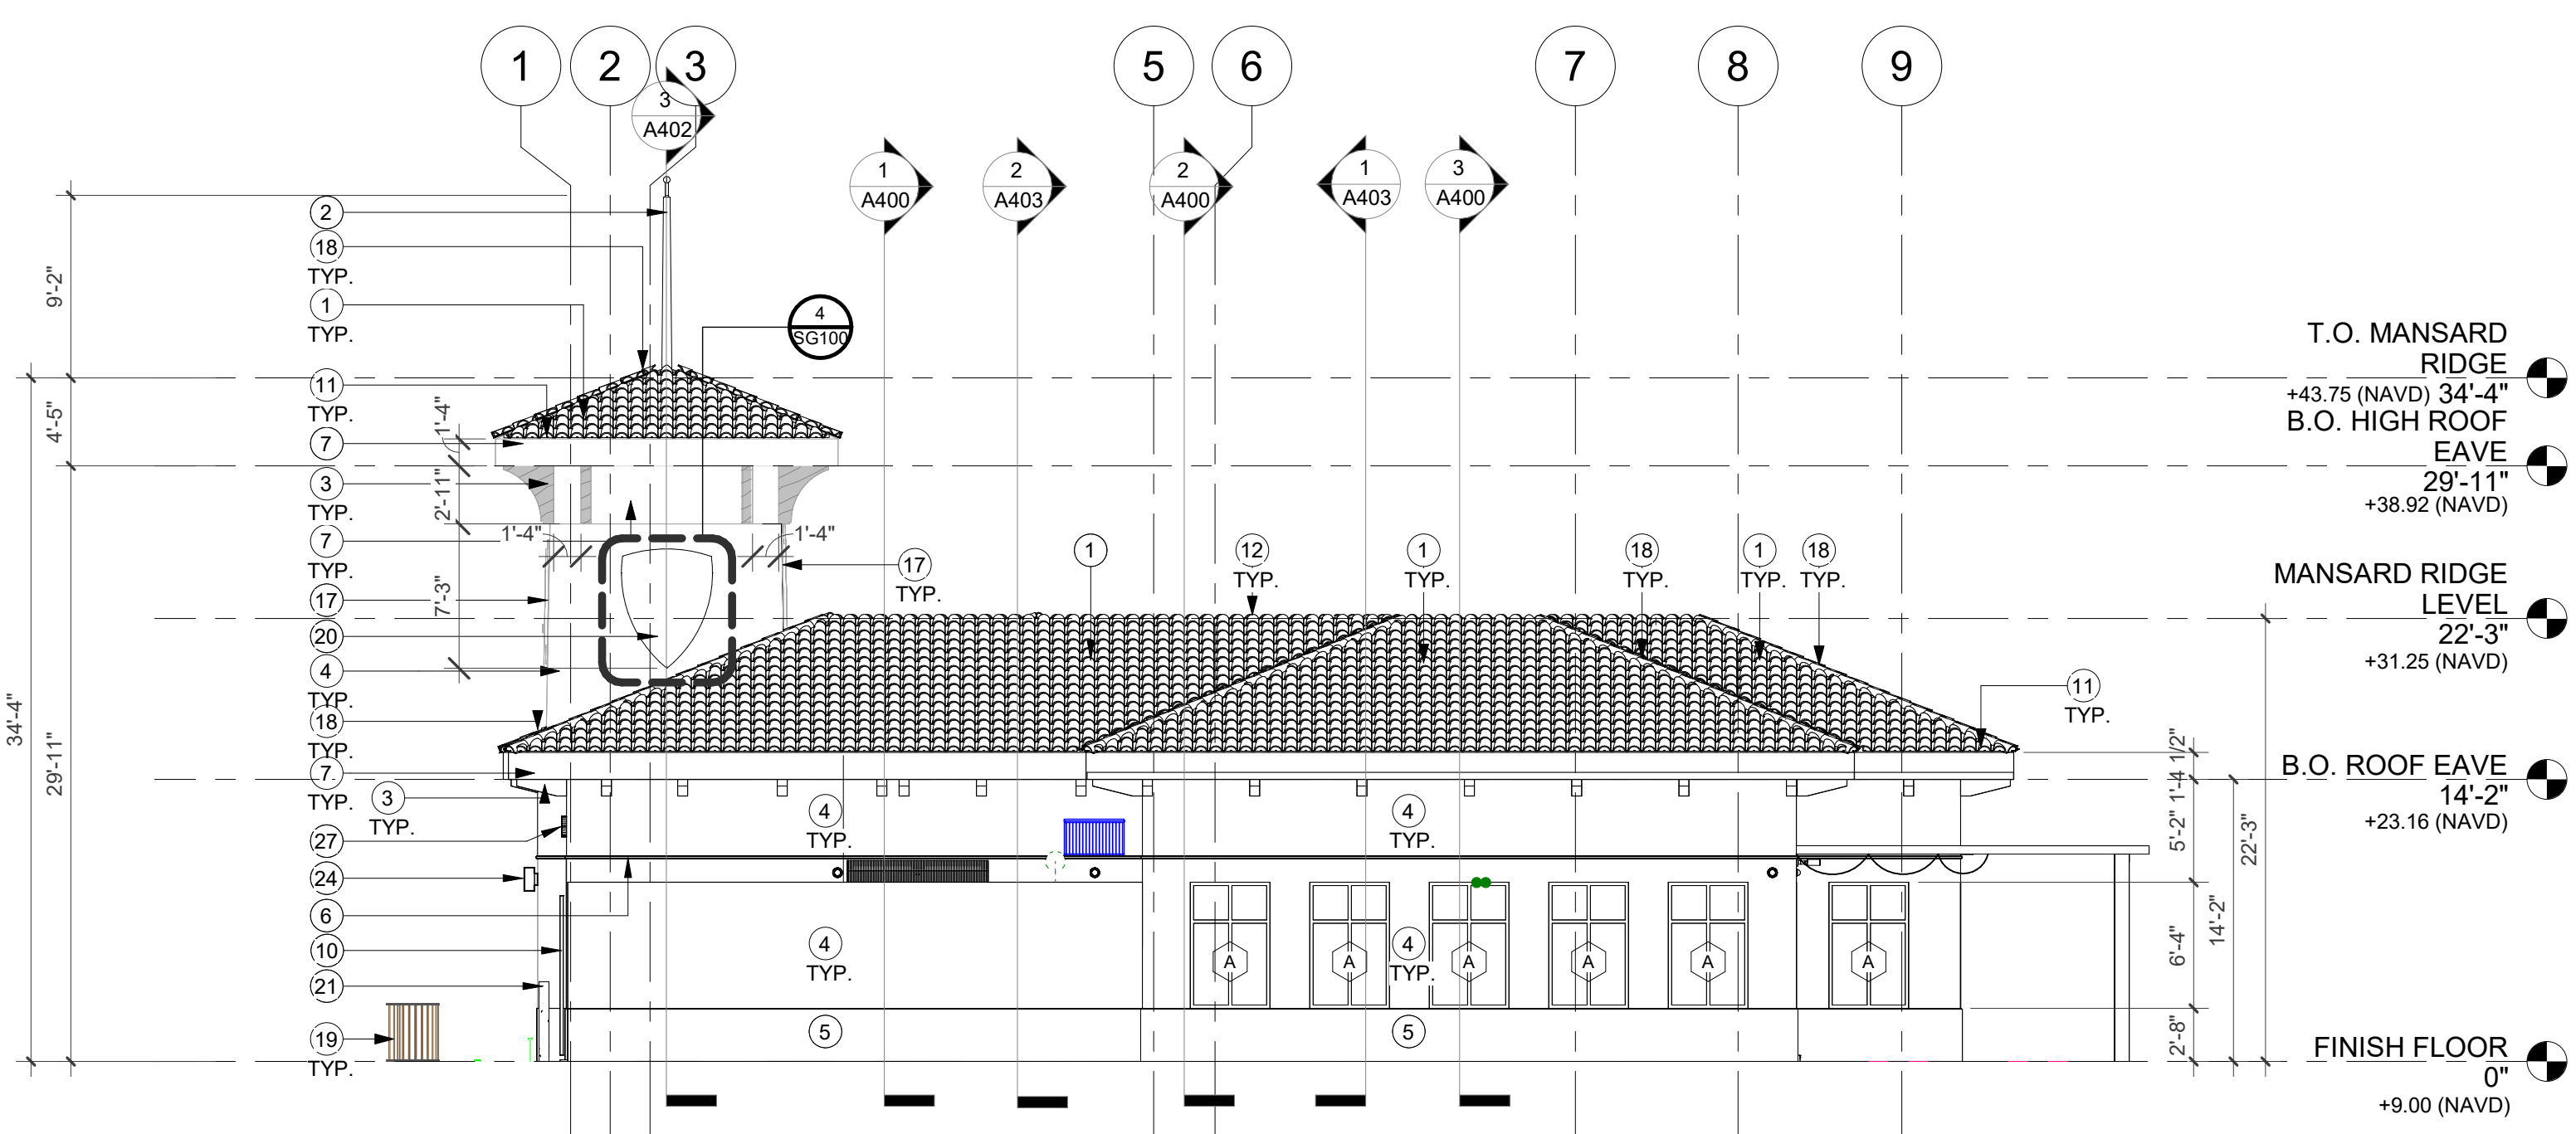 1
2
3
5
6
7
8
9
3
A402
1
A400
2
A403
2
A400
1
A403
3
A400
2
18
TYP.
1
TYP.
4
SG100
11
TYP.
7
3
TYP.
7
TYP.
17
20
4
TYP.
18
TYP.
7
TYP.
3
TYP.
27
24
6
10
21
19
TYP.
9'-2"
4'-5"
34'-4"
29'-11"
1'-4"
2'-11"
7'-3"
1'-4"
1'-4"
17
TYP.
1
12
TYP.
1
TYP.
18
TYP.
1
TYP.
18
TYP.
11
TYP.
4
TYP.
4
TYP.
4
TYP.
4
TYP.
A
A
A
A
A
A
5
5
1'-4 1/2"
5'-2"
6'-4"
2'-8"
14'-2"
22'-3"
T.O. MANSARD
RIDGE
+43.75 (NAVD) 34'-4"
B.O. HIGH ROOF
EAVE
29'-11"
+38.92 (NAVD)
MANSARD RIDGE
LEVEL
22'-3"
+31.25 (NAVD)
B.O. ROOF EAVE
14'-2"
+23.16 (NAVD)
FINISH FLOOR
0"
+9.00 (NAVD)